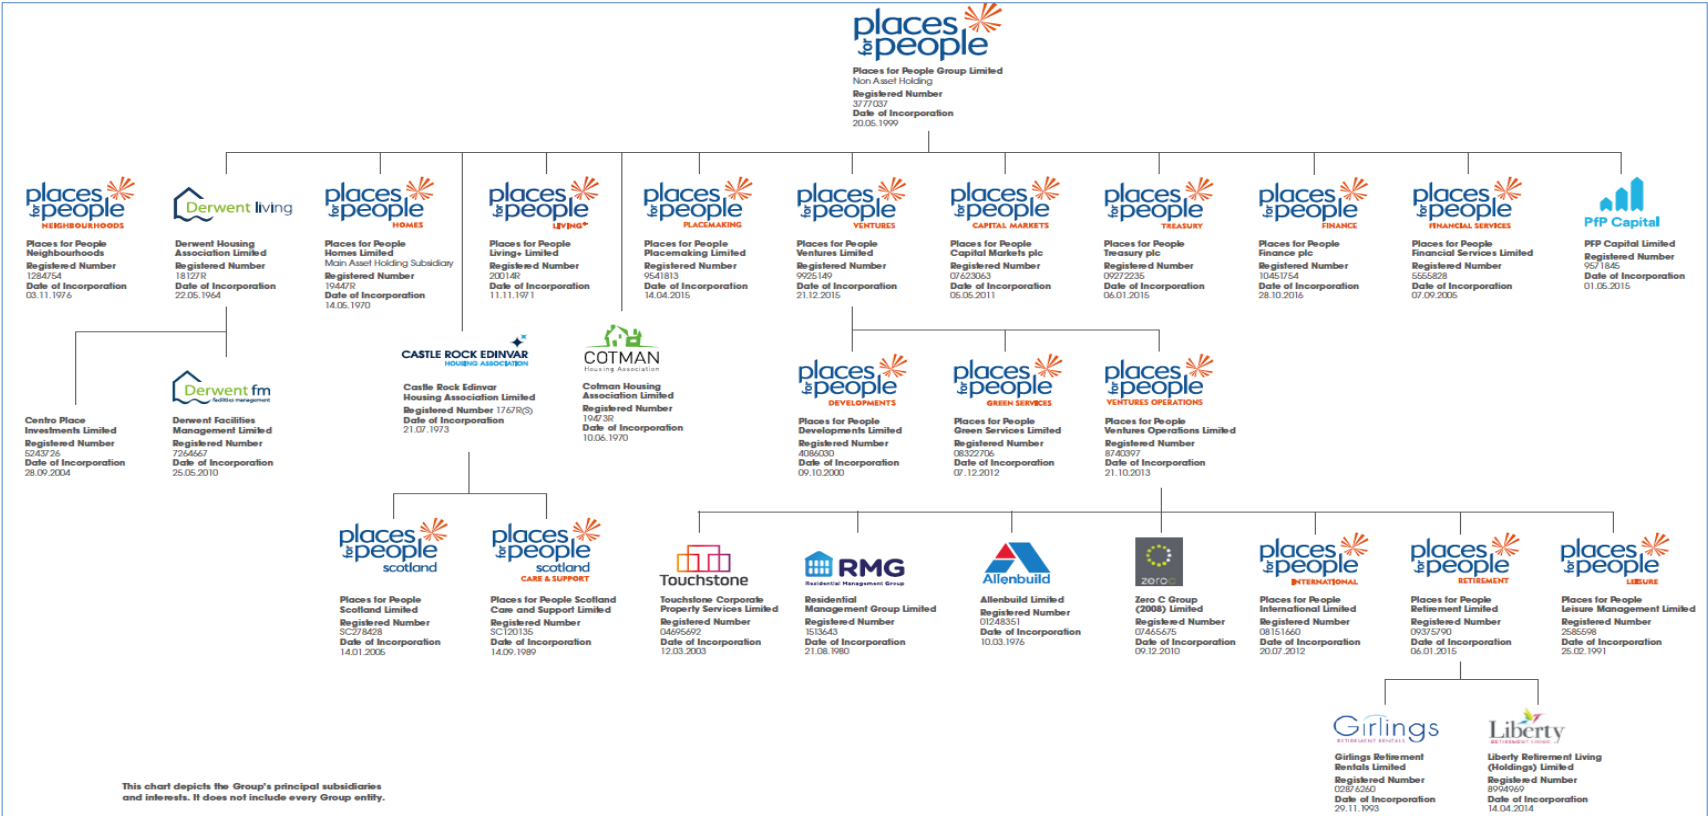 places
for people
Places for People Group Limited
Non Asset Holding
Registered Number
3777037
Date of Incorporation
20.05.1999
places
for people
NEIGHBOURHOODS
Places for People
Neighbourhoods
Registered Number
1284754
Date of Incorporation
03.11.1976
Derwent living
Derwent Housing
Association Limited
Registered Number
18127R
Date of Incorporation
22.05.1964
places
for people
HOMES
Places for People
Homes Limited
Main Asset Holding Subsidiary
Registered Number
19447R
Date of Incorporation
14.05.1970
places
for people
LIVING+
Places for People
Living+ Limited
Registered Number
20014R
Date of Incorporation
11.11.1971
places
for people
PLACEMAKING
Places for People
Placemaking Limited
Registered Number
9541813
Date of Incorporation
14.04.2015
places
for people
VENTURES
Places for People
Ventures Limited
Registered Number
9925149
Date of Incorporation
21.12.2015
places
for people
CAPITAL MARKETS
Places for People
Capital Markets plc
Registered Number
07623063
Date of Incorporation
05.05.2011
places
for people
TREASURY
Places for People
Treasury plc
Registered Number
09272235
Date of Incorporation
06.01.2015
places
for people
FINANCE
Places for People
Finance plc
Registered Number
10451754
Date of Incorporation
28.10.2016
places
for people
FINANCIAL SERVICES
Places for People
Financial Services Limited
Registered Number
5555828
Date of Incorporation
07.09.2005
PfP Capital
PFP Capital Limited
Registered Number
9571845
Date of Incorporation
01.05.2015
Centro Place
Investments Limited
Registered Number
5243726
Date of Incorporation
28.09.2004
Derwent fm
facilities management
Derwent Facilities
Management Limited
Registered Number
7264667
Date of Incorporation
25.05.2010
CASTLE ROCK EDINVAR
HOUSING ASSOCIATION
Castle Rock Edinvar
Housing Association Limited
Registered Number 1767R(S)
Date of Incorporation
21.07.1973
COTMAN
Housing Association
Cotman Housing
Association Limited
Registered Number
19473R
Date of Incorporation
10.06.1970
places
for people
DEVELOPMENTS
Places for People
Developments Limited
Registered Number
4086030
Date of Incorporation
09.10.2000
places
for people
GREEN SERVICES
Places for People
Green Services Limited
Registered Number
08322706
Date of Incorporation
07.12.2012
places
for people
VENTURES OPERATIONS
Places for People
Ventures Operations Limited
Registered Number
8740397
Date of Incorporation
21.10.2013
places
for people
scotland
Places for People
Scotland Limited
Registered Number
SC278428
Date of Incorporation
14.01.2005
places
for people
scotland
CARE & SUPPORT
Places for People Scotland
Care and Support Limited
Registered Number
SC120135
Date of Incorporation
14.09.1989
Touchstone
Touchstone Corporate
Property Services Limited
Registered Number
04695692
Date of Incorporation
12.03.2003
RMG
Residential Management Group
Residential
Management Group Limited
Registered Number
1513643
Date of Incorporation
21.08.1980
Allenbuild
Allenbuild Limited
Registered Number
01248351
Date of Incorporation
10.03.1976
zeroc
Zero C Group
(2008) Limited
Registered Number
07465675
Date of Incorporation
09.12.2010
places
for people
INTERNATIONAL
Places for People
International Limited
Registered Number
08151660
Date of Incorporation
20.07.2012
places
for people
RETIREMENT
Places for People
Retirement Limited
Registered Number
09375790
Date of Incorporation
06.01.2015
places
for people
LEISURE
Places for People
Leisure Management Limited
Registered Number
2585598
Date of Incorporation
25.02.1991
Girlings
RETIREMENT RENTALS
Girlings Retirement
Rentals Limited
Registered Number
02876260
Date of Incorporation
29.11.1993
Liberty
Liberty Retirement Living
(Holdings) Limited
Registered Number
8994969
Date of Incorporation
14.04.2014
This chart depicts the Group's principal subsidiaries
and interests. It does not include every Group entity.